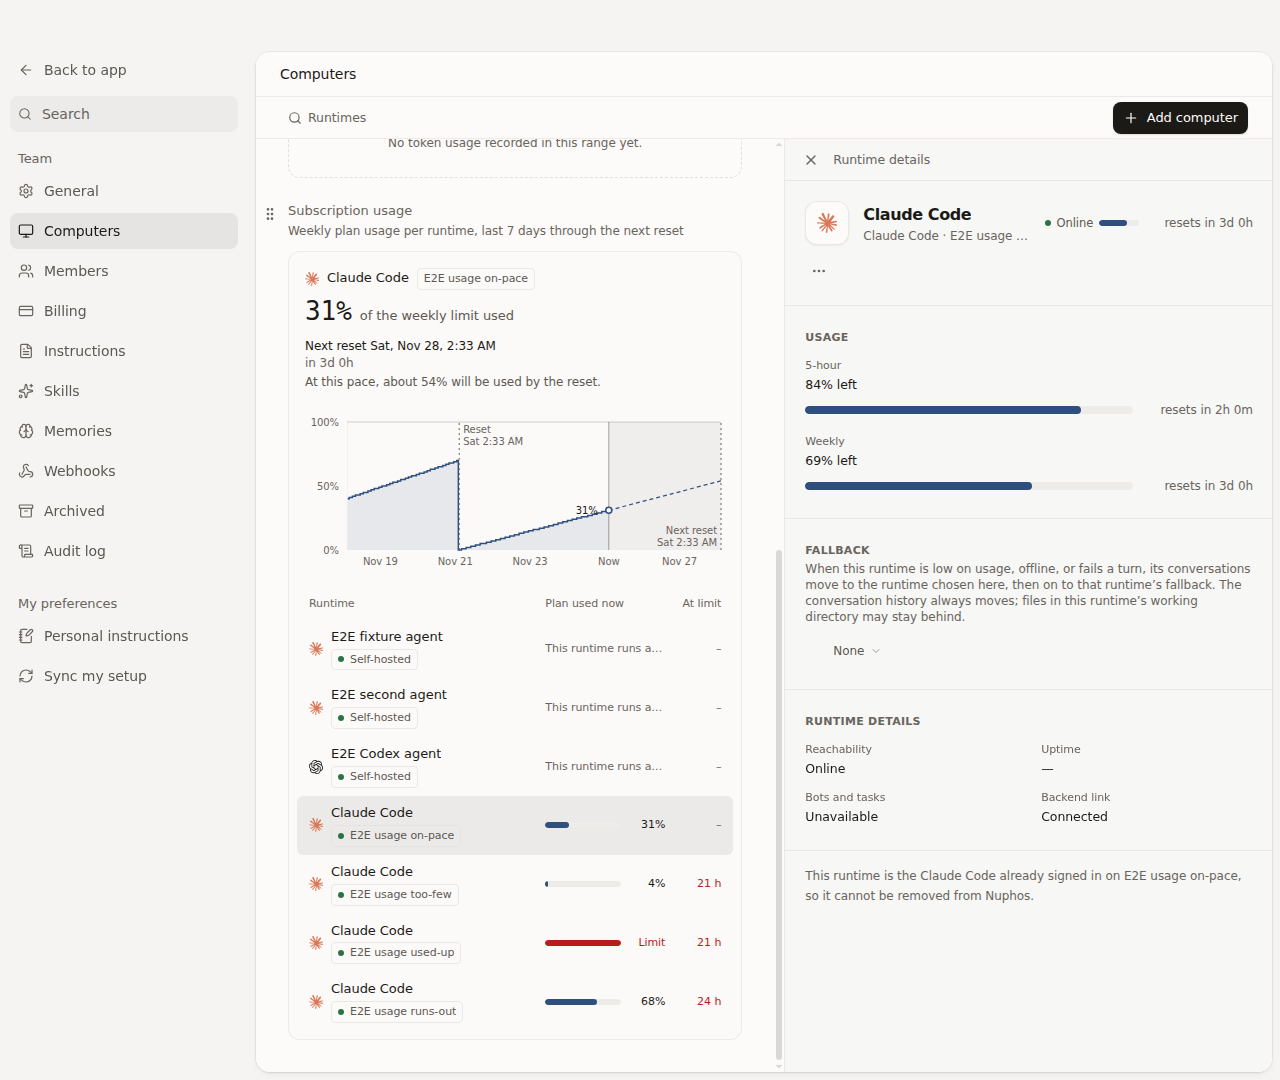 Back to app
Search
Team
General
Computers
Members
Billing
Instructions
Skills
Memories
Webhooks
Archived
Audit log
My preferences
Personal instructions
Sync my setup
Computers
Runtimes
Add computer
No token usage recorded in this range yet.
Subscription usage
Weekly plan usage per runtime, last 7 days through the next reset
Claude Code E2E usage on-pace
31% of the weekly limit used
Next reset Sat, Nov 28, 2:33 AM
in 3d 0h
At this pace, about 54% will be used by the reset.
100%
50%
0%
Reset
Sat 2:33 AM
31%
Next reset
Sat 2:33 AM
Nov 19 Nov 21 Nov 23 Now Nov 27
Runtime Plan used now At limit
E2E fixture agent
Self-hosted
This runtime runs a… –
E2E second agent
Self-hosted
This runtime runs a… –
E2E Codex agent
Self-hosted
This runtime runs a… –
Claude Code
E2E usage on-pace
31% –
Claude Code
E2E usage too-few
4% 21 h
Claude Code
E2E usage used-up
Limit 21 h
Claude Code
E2E usage runs-out
68% 24 h
Runtime details
Claude Code
Claude Code · E2E usage …
Online
resets in 3d 0h
USAGE
5-hour
84% left
resets in 2h 0m
Weekly
69% left
resets in 3d 0h
FALLBACK
When this runtime is low on usage, offline, or fails a turn, its conversations
move to the runtime chosen here, then on to that runtime’s fallback. The
conversation history always moves; files in this runtime’s working
directory may stay behind.
None
RUNTIME DETAILS
Reachability Uptime
Online —
Bots and tasks Backend link
Unavailable Connected
This runtime is the Claude Code already signed in on E2E usage on-pace,
so it cannot be removed from Nuphos.